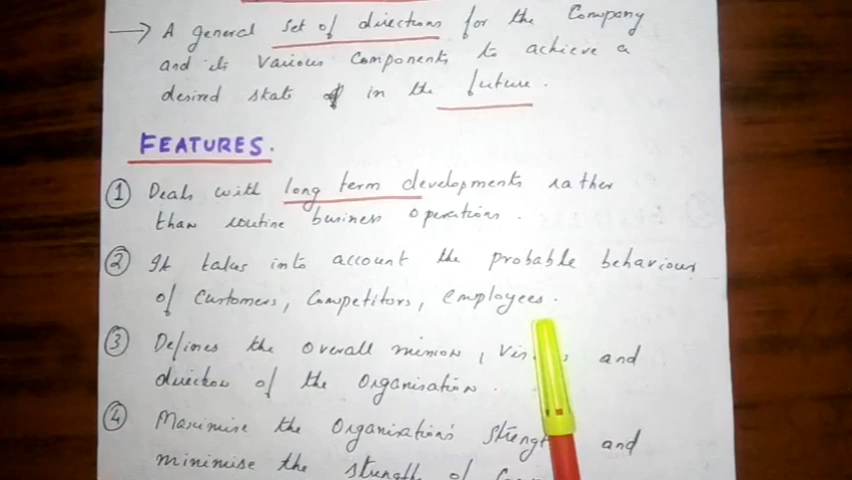 → A general set of directions for the Company
and its various components to achieve a
desired state in the future.
FEATURES.
① Deals with long term developments rather
than routine business operations.
② It takes into account the probable behaviour
of customers, competitors, employees.
③ Defines the overall mission, and
direction of the organisation.
④ Maximise the organisation's and
minimise the strength of